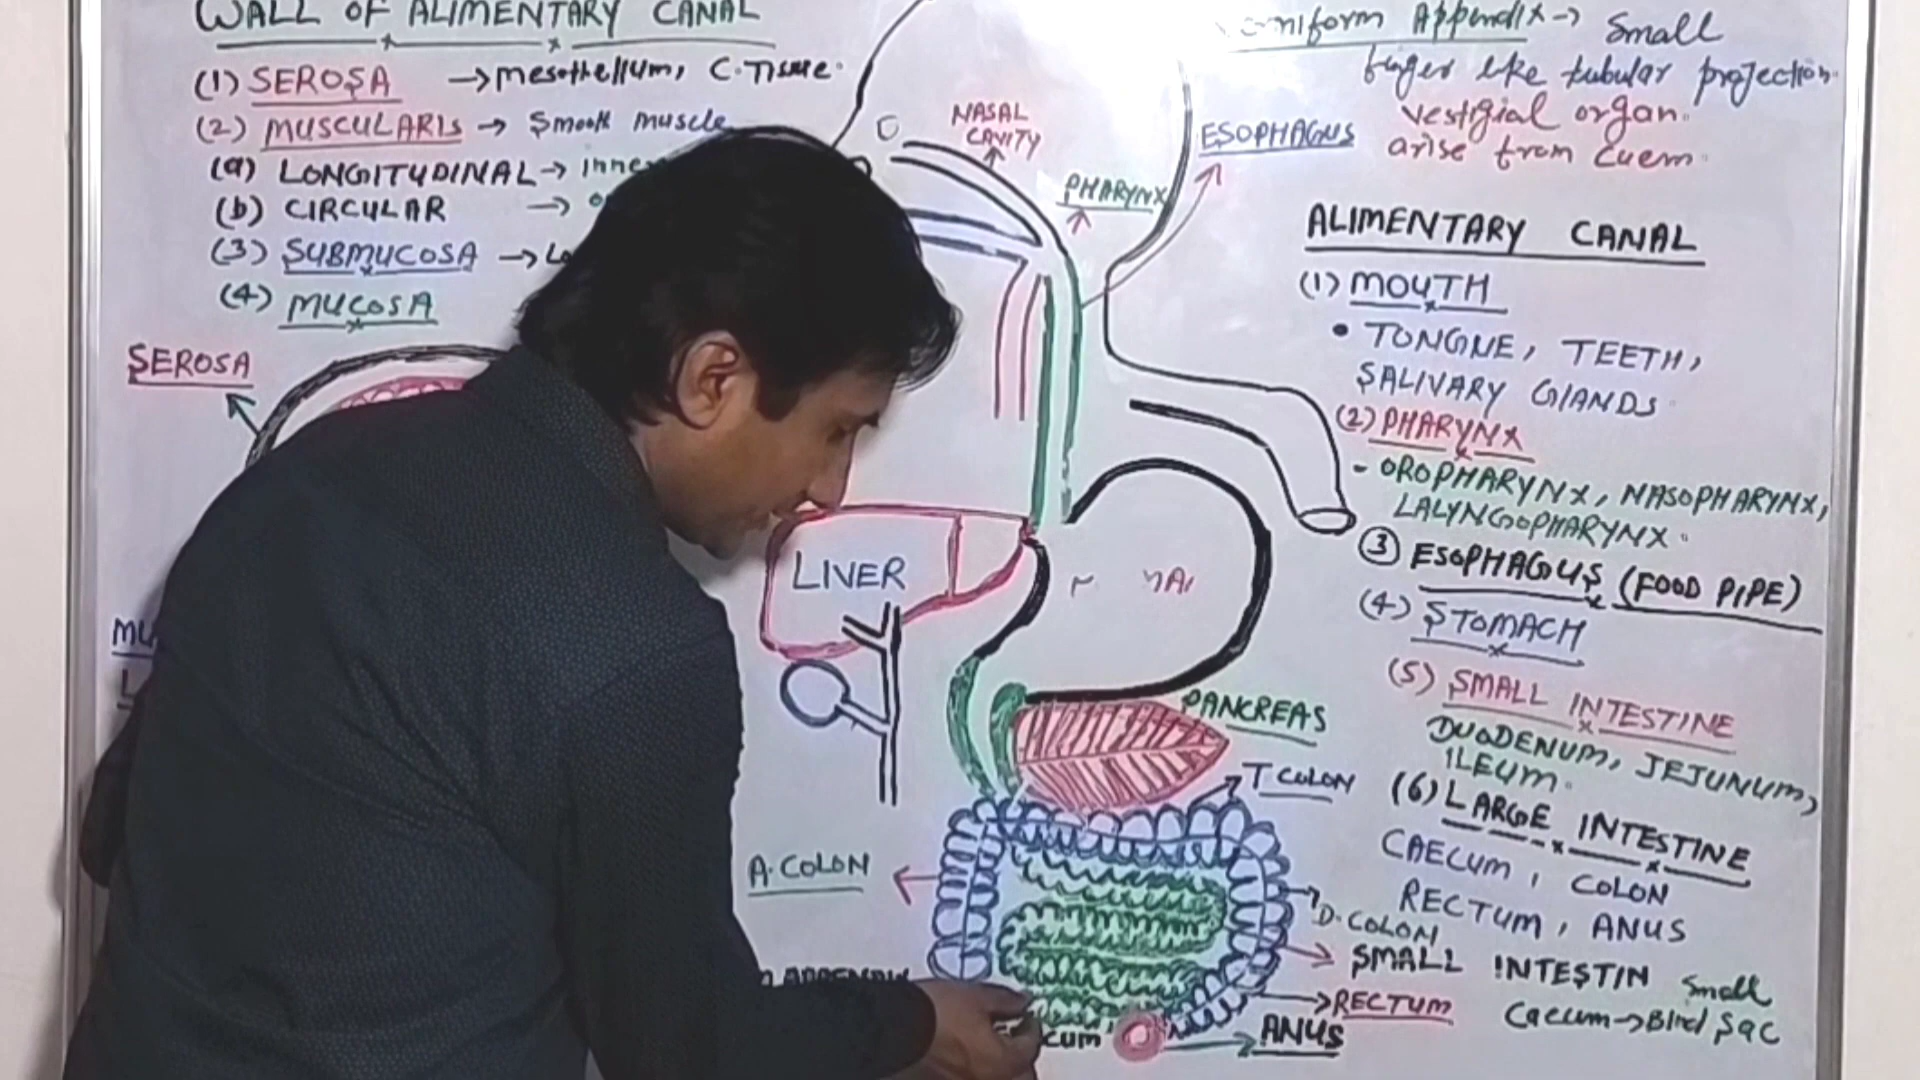 WALL OF ALIMENTARY CANAL
(1) SEROSA → mesothelium, C.Tissue.
(2) MUSCULARIS → Smooth muscle
(a) LONGITUDINAL → inne
(b) CIRCULAR →
(3) SUBMUCOSA →
(4) MUCOSA
SEROSA
NASAL
CAVITY
PHARYNX
ESOPHAGUS
LIVER
PANCREAS
T COLON
A. COLON
D. COLON
SMALL INTESTIN
RECTUM
ANUS
Appendix → Small
finger like tubular projection.
vestigial organ.
arise from Cuem.
ALIMENTARY CANAL
(1) MOUTH
• TONGNE, TEETH,
SALIVARY GlANDS
(2) PHARYNX
- OROPHARYNX, NASOPHARYNX,
LALYNGOPHARYNX.
(3) ESOPHAGUS (FOOD PIPE)
(4) STOMACH
(5) SMALL INTESTINE
DUODENUM, JEJUNUM,
ILEUM.
(6) LARGE INTESTINE
CAECUM, COLON
RECTUM, ANUS
Small
Caecum → Blind Sac